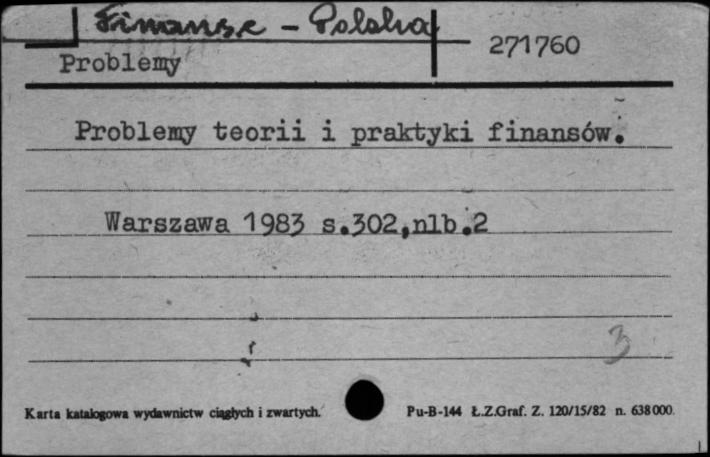 Finanse - Polska
271760
Problemy
Problemy teorii i praktyki finansów.
Warszawa 1983 s.302,nlb.2
3
Karta katalogowa wydawnictw ciągłych i zwartych.
Pu-B-144 Ł.Z.Graf. Z. 120/15/82 n. 638000.